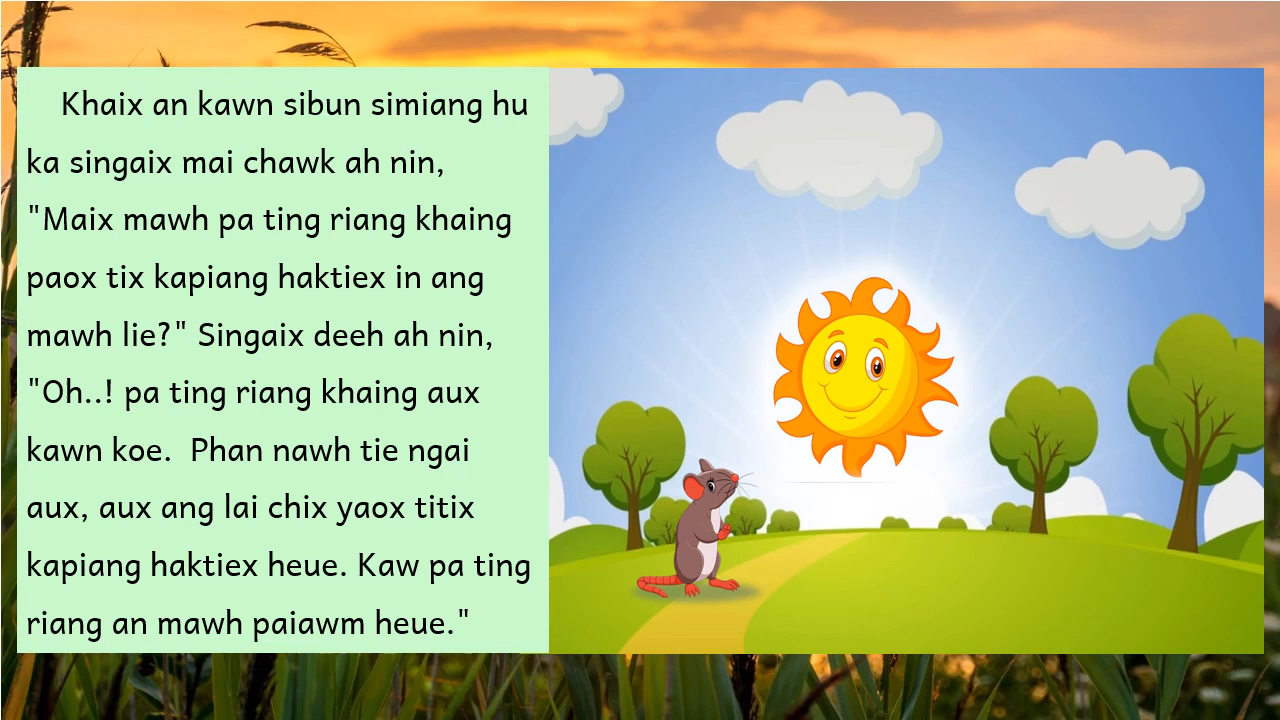 Khaix an kawn sibun simiang hu
ka singaix mai chawk ah nin,
"Maix mawh pa ting riang khaing
paox tix kapiang haktiex in ang
mawh lie?" Singaix deeh ah nin,
"Oh..! pa ting riang khaing aux
kawn koe.  Phan nawh tie ngai
aux, aux ang lai chix yaox titix
kapiang haktiex heue. Kaw pa ting
riang an mawh paiawm heue."